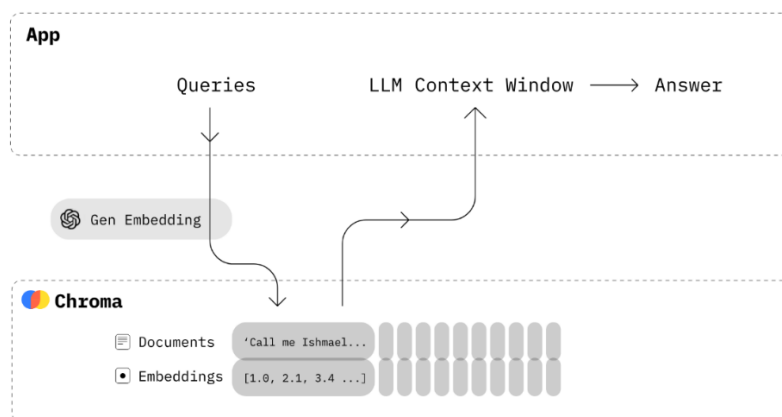 App
Queries
LLM Context Window
Answer
Gen Embedding
Chroma
Documents
‘Call me Ishmael...
Embeddings
[1.0, 2.1, 3.4 ...]